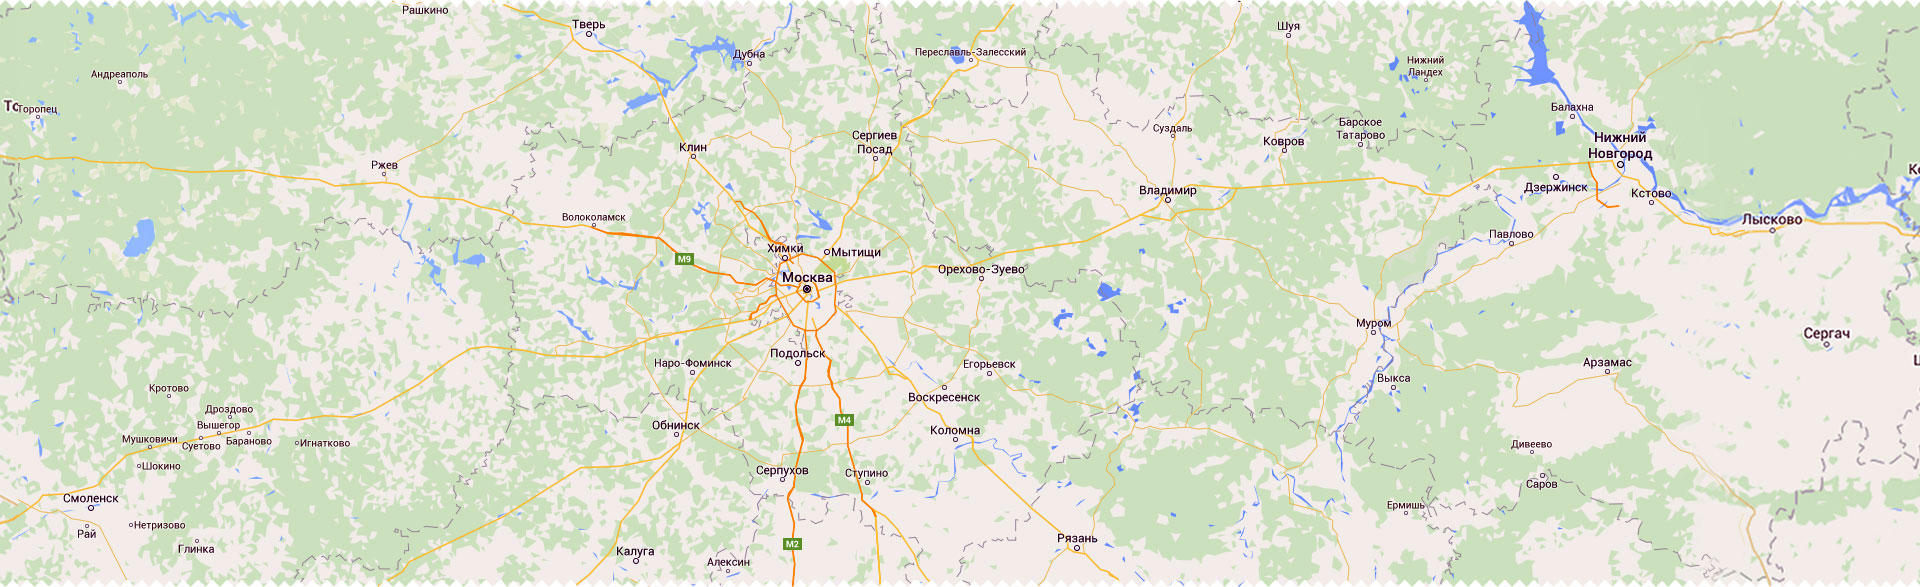 Рашкино
Тверь
Дубна
Переславль-Залесский
Шуя
Нижний
Ландех
Андреаполь
Торопец
Балахна
Сергиев
Посад
Клин
Суздаль
Ковров
Барское
Татарово
Нижний
Новгород
Ржев
Владимир
Дзержинск
Кстово
Волоколамск
Лысково
Павлово
Химки
Мытищи
M9
Москва
Орехово-Зуево
Муром
Сергач
Подольск
Наро-Фоминск
Егорьевск
Арзамас
Выкса
Кротово
Воскресенск
Дроздово
Вышегор
M4
Обнинск
Коломна
Мушковичи
Суетово
Бараново
Игнатково
Дивеево
Шокино
Серпухов
Ступино
Саров
Смоленск
Ермишь
Нетризово
Рай
Глинка
M2
Рязань
Калуга
Алексин